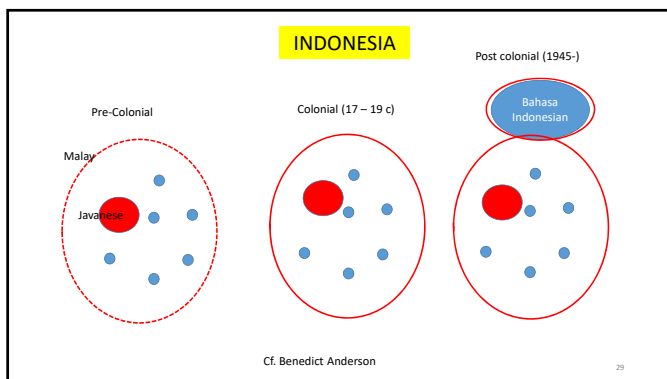 INDONESIA
Post colonial (1945-)
Pre-Colonial
Colonial (17 – 19 c)
Bahasa
Indonesian
Malay
Javanese
Cf. Benedict Anderson
29